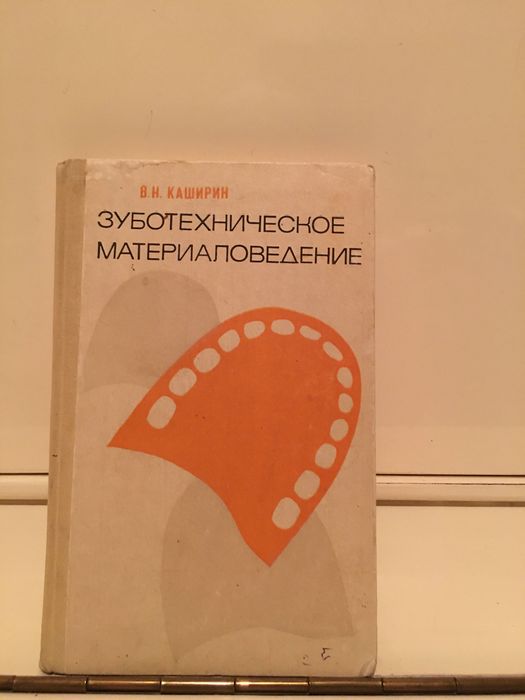 В.Н. КАШИРИН
ЗУБОТЕХНИЧЕСКОЕ
МАТЕРИАЛОВЕДЕНИЕ